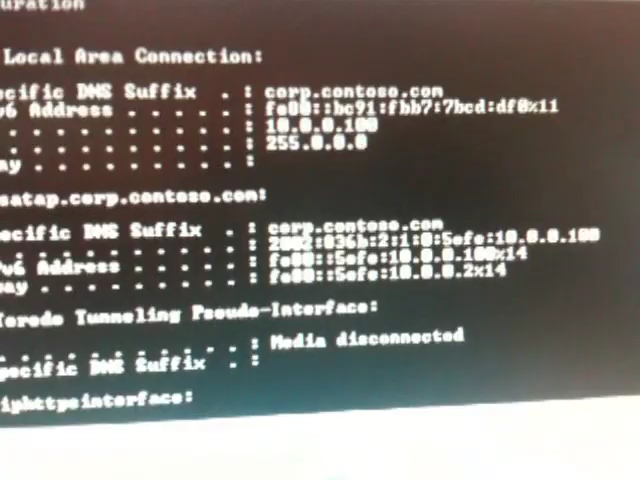 uration
Local Area Connection:
ecific DNS Suffix . : corp.contoso.com
v6 Address . . . . . : fe80::bc91:fbb7:7bcd:df0%11
. . . . . . . . . . : 10.0.0.100
. . . . . . . . . . : 255.0.0.0
ay . . . . . . . . . :
satap.corp.contoso.com:
ecific DNS Suffix . : corp.contoso.com
. . . . . . . . . . : 2002:836b:2:1:0:5efe:10.0.0.100
v6 Address . . . . . : fe80::5efe:10.0.0.100%14
way . . . . . . . . . : fe80::5efe:10.0.0.2%14
Teredo Tunneling Pseudo-Interface:
. . . . . . . . . . : Media disconnected
pecific DNS Suffix . :
iphttpsinterface: